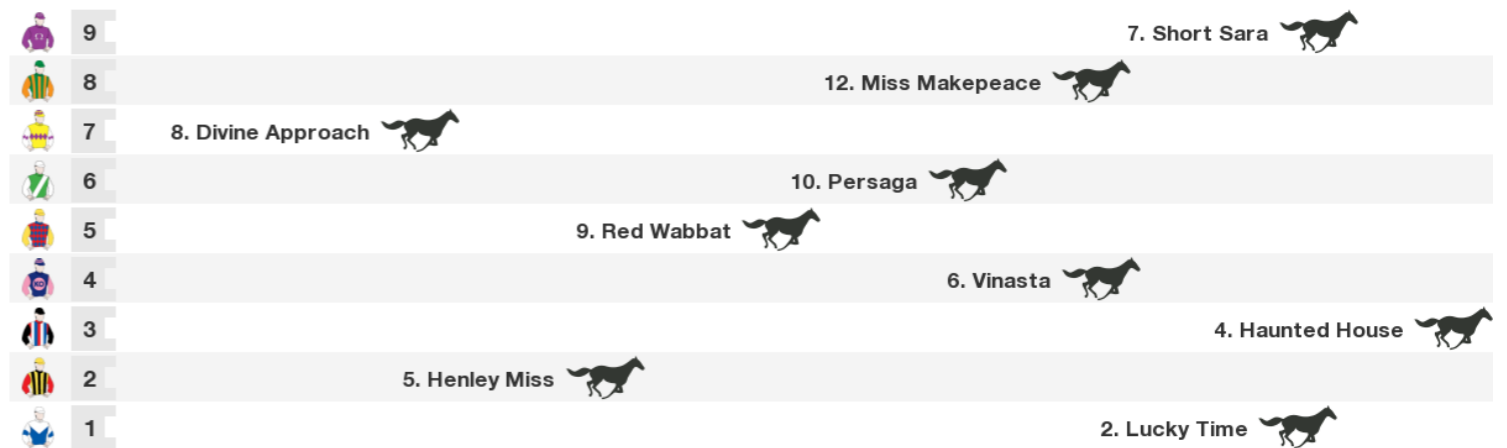 9 7. Short Sara
8 12. Miss Makepeace
7 8. Divine Approach
6 10. Persaga
5 9. Red Wabbat
4 6. Vinasta
3 4. Haunted House
2 5. Henley Miss
1 2. Lucky Time